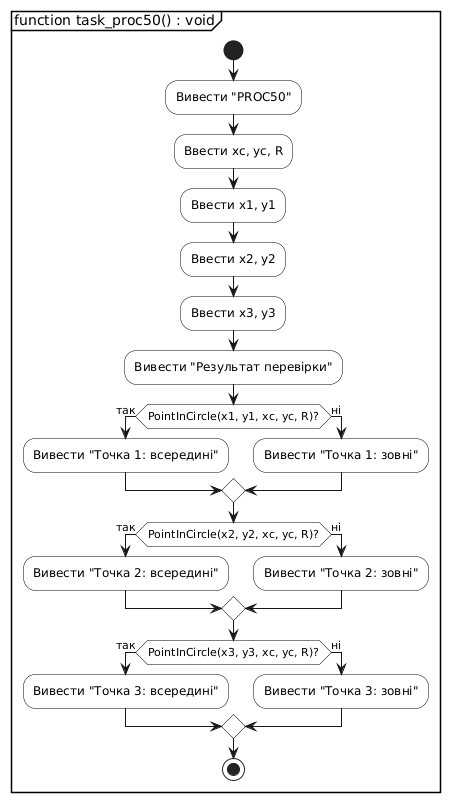 function task_proc50() : void
Вивести "PROC50"
Ввести xc, yc, R
Ввести x1, y1
Ввести x2, y2
Ввести x3, y3
Вивести "Результат перевірки"
так
PointInCircle(x1, y1, xc, yc, R)?
ні
Вивести "Точка 1: всередині"
Вивести "Точка 1: зовні"
так
PointInCircle(x2, y2, xc, yc, R)?
ні
Вивести "Точка 2: всередині"
Вивести "Точка 2: зовні"
так
PointInCircle(x3, y3, xc, yc, R)?
ні
Вивести "Точка 3: всередині"
Вивести "Точка 3: зовні"